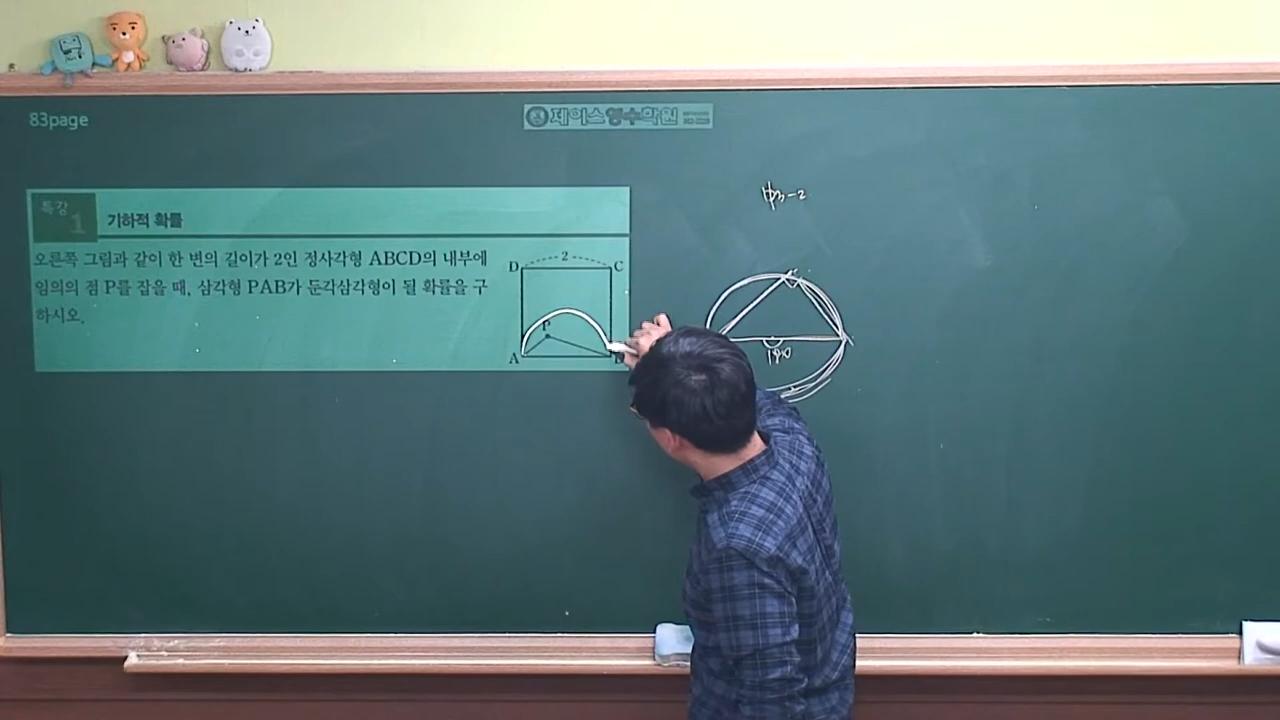 83page
제이스영수학원
특강 1
기하적 확률
오른쪽 그림과 같이 한 변의 길이가 2인 정사각형 ABCD의 내부에
임의의 점 P를 잡을 때, 삼각형 PAB가 둔각삼각형이 될 확률을 구
하시오.
D 2 C
P
A B
180